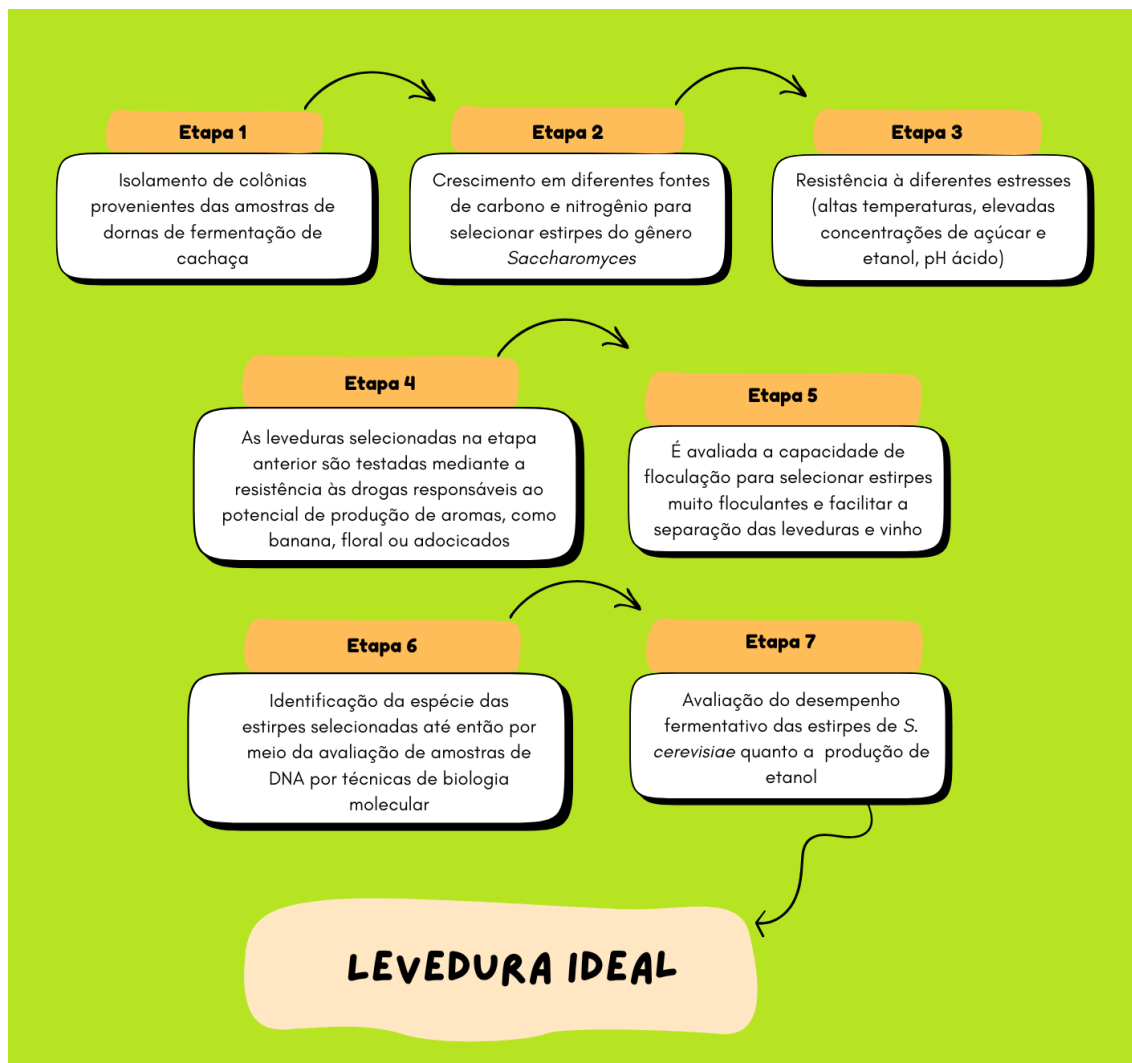 Etapa 1
Isolamento de colônias
provenientes das amostras de
dornas de fermentação de
cachaça
Etapa 2
Crescimento em diferentes fontes
de carbono e nitrogênio para
selecionar estirpes do gênero
Saccharomyces
Etapa 3
Resistência à diferentes estresses
(altas temperaturas, elevadas
concentrações de açúcar e
etanol, pH ácido)
Etapa 4
As leveduras selecionadas na etapa
anterior são testadas mediante a
resistência às drogas responsáveis ao
potencial de produção de aromas, como
banana, floral ou adocicados
Etapa 5
É avaliada a capacidade de
floculação para selecionar estirpes
muito floculantes e facilitar a
separação das leveduras e vinho
Etapa 6
Identificação da espécie das
estirpes selecionadas até então por
meio da avaliação de amostras de
DNA por técnicas de biologia
molecular
Etapa 7
Avaliação do desempenho
fermentativo das estirpes de S.
cerevisiae quanto a produção de
etanol
LEVEDURA IDEAL